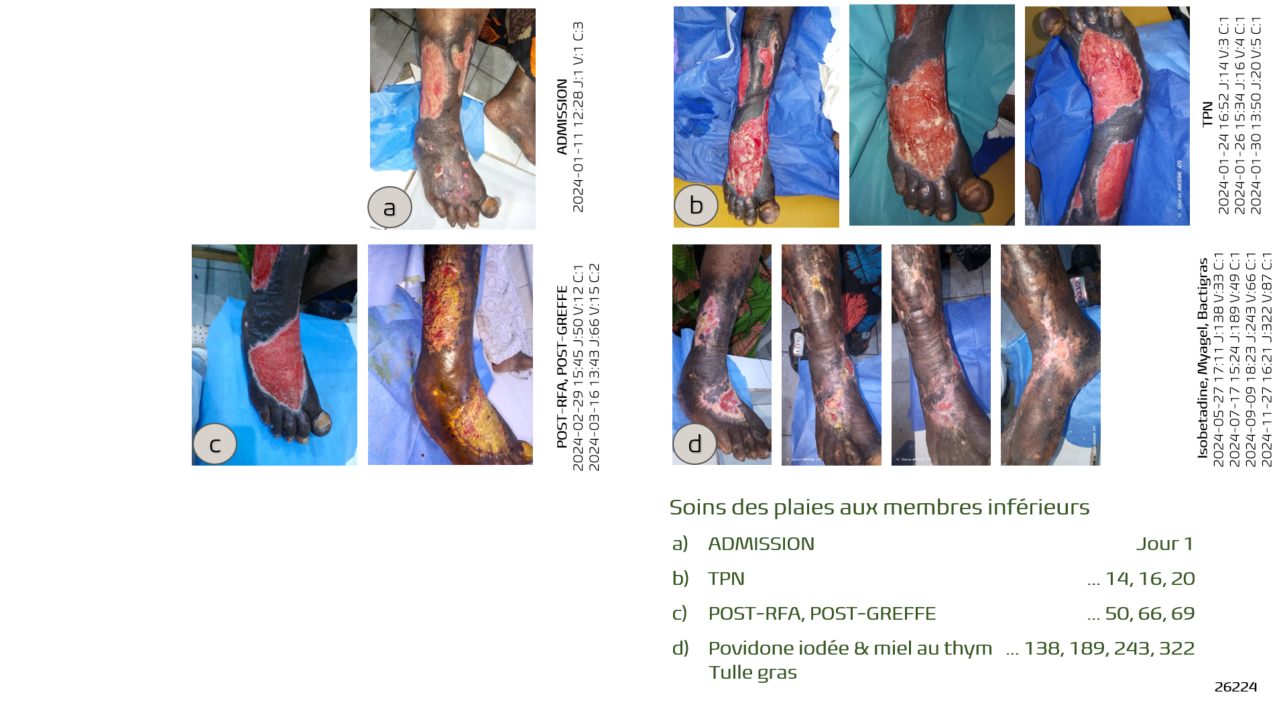 a
ADMISSION
2024-01-11 12:28 J:1 V:1 C:3
b
TPN
2024-01-24 16:52 J:14 V:3 C:1
2024-01-26 15:34 J:16 V:4 C:1
2024-01-30 13:50 J:20 V:5 C:1
c
POST-RFA, POST-GREFFE
2024-02-29 15:45 J:50 V:12 C:1
2024-03-16 13:43 J:66 V:15 C:2
d
Isobetadine, Myagel, Bactigras
2024-05-27 17:11 J:138 V:33 C:1
2024-07-17 15:24 J:189 V:49 C:1
2024-09-09 18:23 J:243 V:66 C:1
2024-11-27 16:21 J:322 V:87 C:1
Soins des plaies aux membres inférieurs
a) ADMISSION Jour 1
b) TPN ... 14, 16, 20
c) POST-RFA, POST-GREFFE ... 50, 66, 69
d) Povidone iodée & miel au thym ... 138, 189, 243, 322
Tulle gras
26224